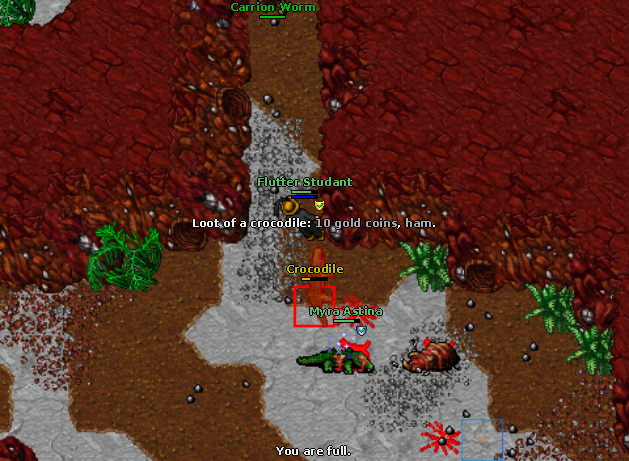 Carrion Worm
Flutter Studant
Loot of a crocodile: 10 gold coins, ham.
Crocodile
Myra Astina
You are full.